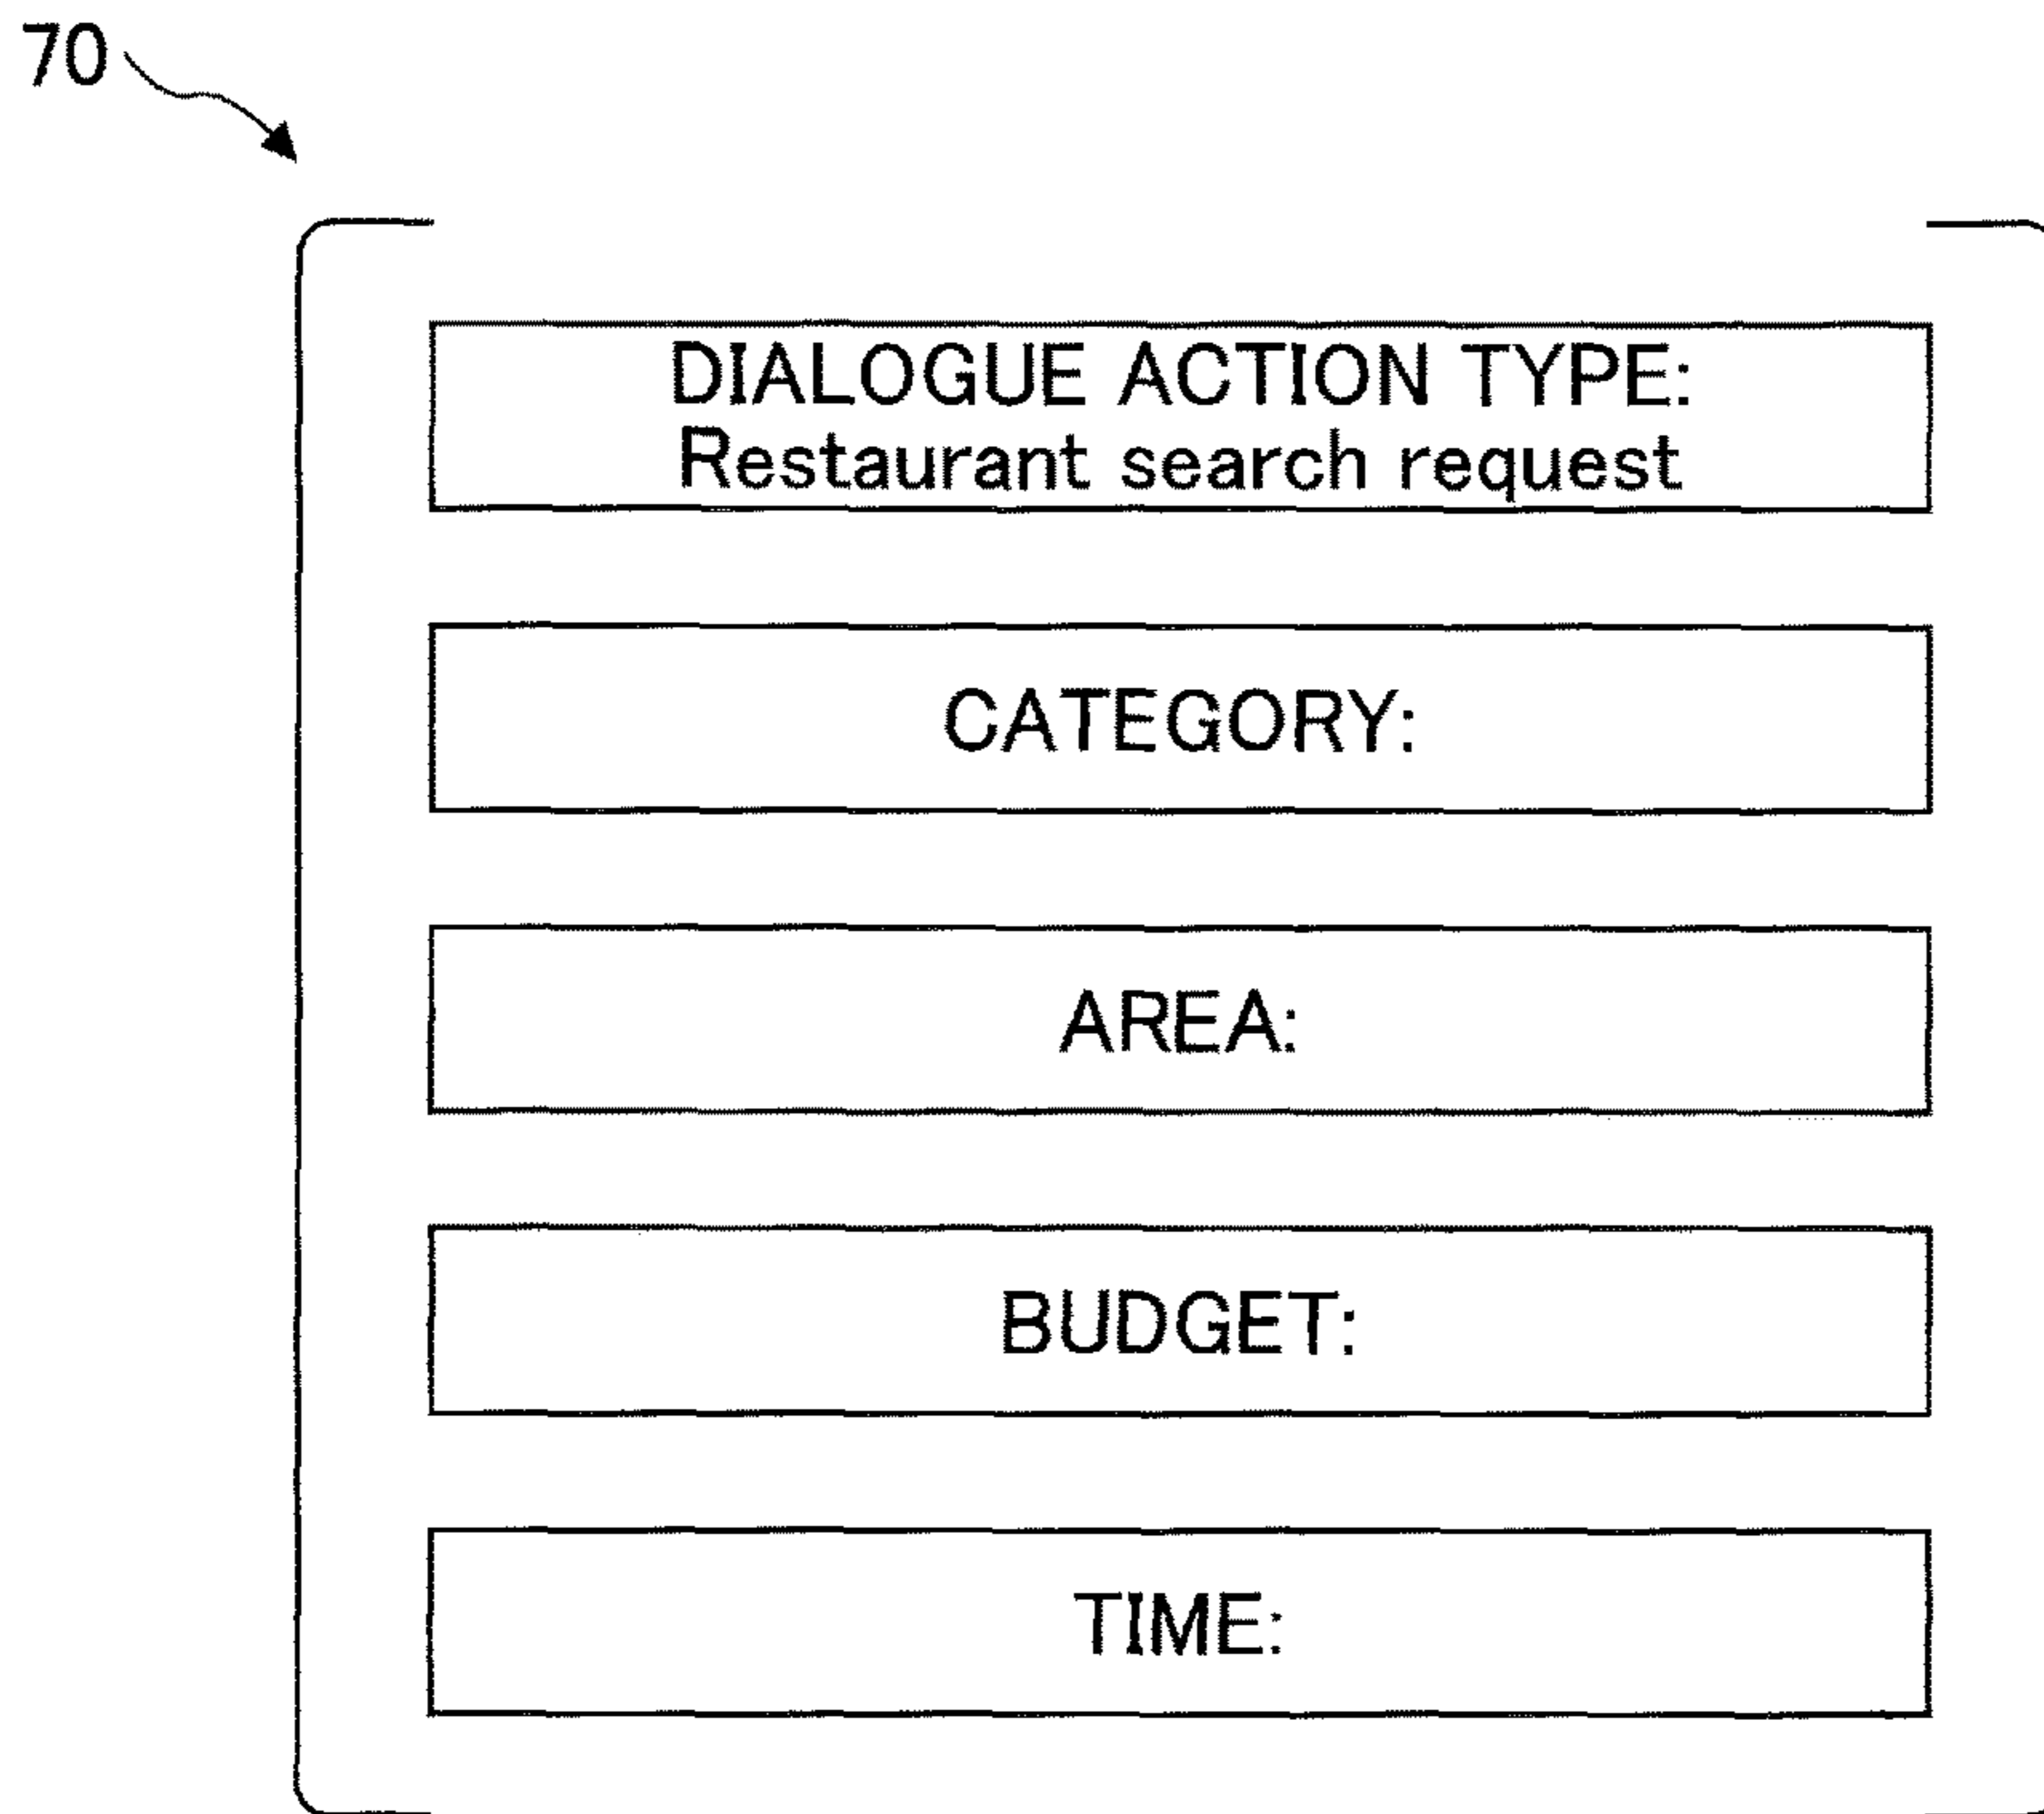 70
DIALOGUE ACTION TYPE:
Restaurant search request
CATEGORY:
AREA:
BUDGET:
TIME: